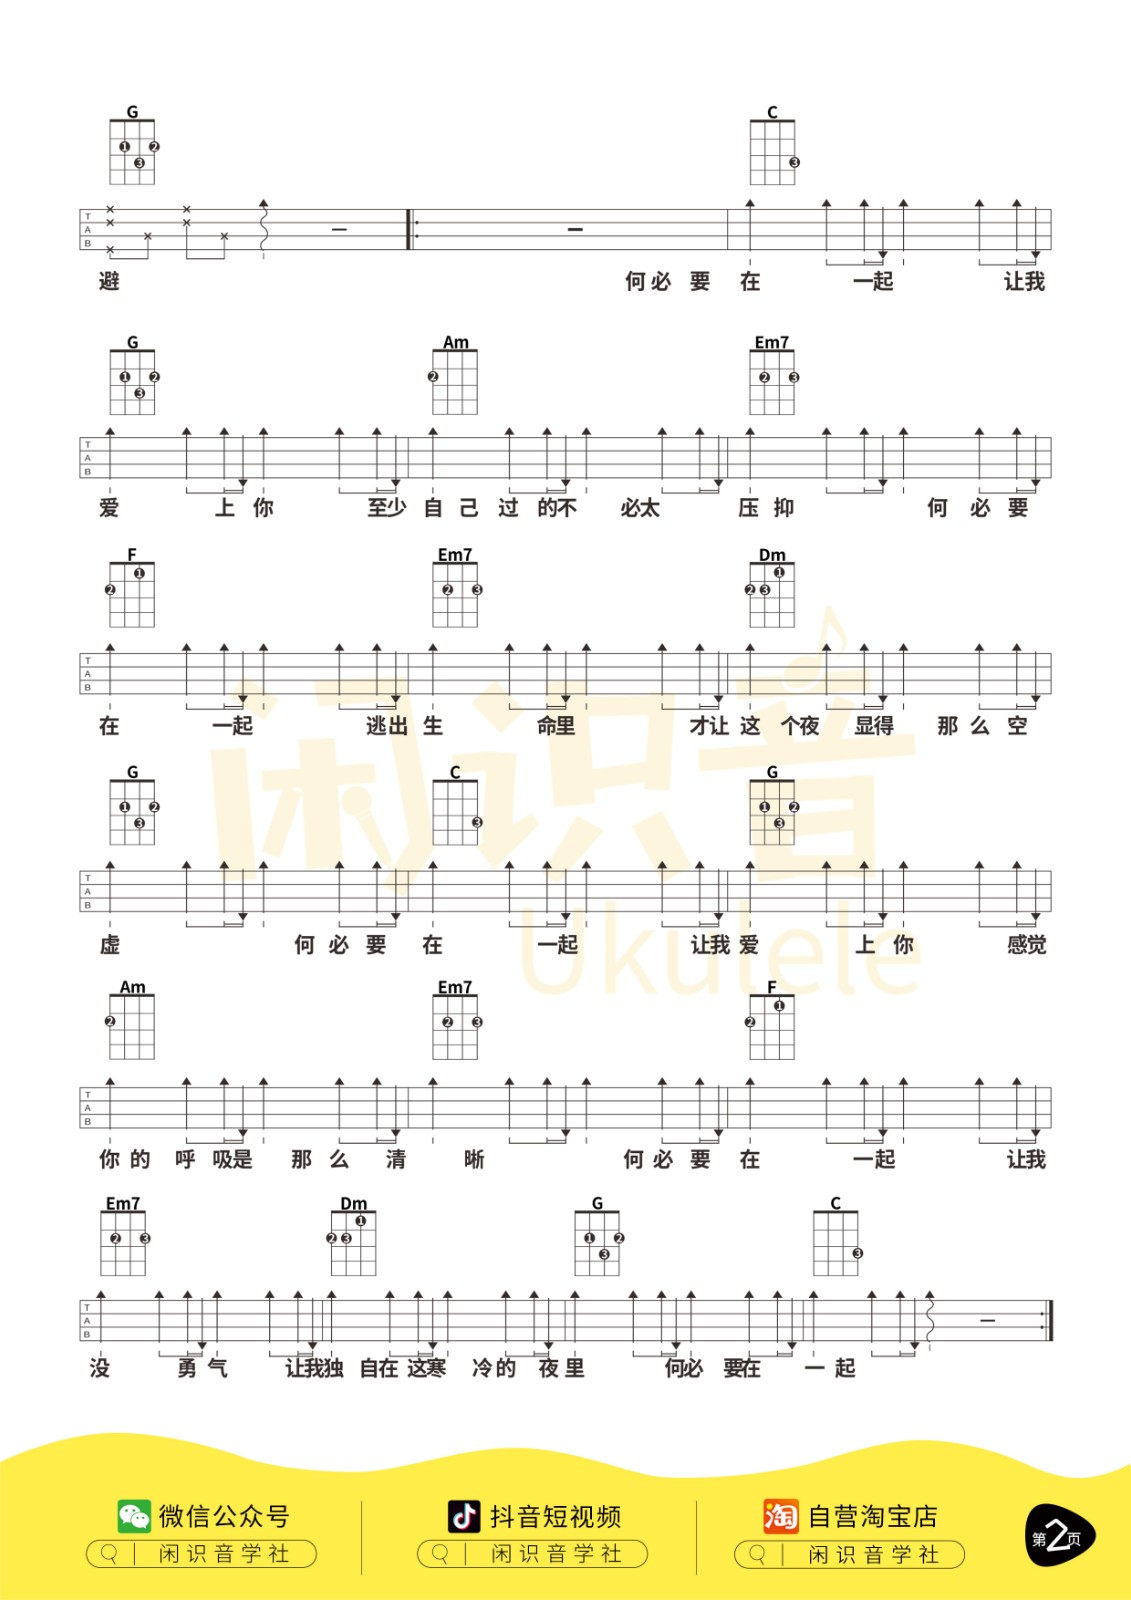 G C
T
A
B
避 何必 要 在 一起 让我
G Am Em7
T
A
B
爱 上 你 至少 自 己 过 的不 必太 压 抑 何 必 要
F Em7 Dm
T
A
B
在 一起 逃出 生 命里 才让 这 个夜 显得 那 么 空
G C G
T
A
B
虚 何 必 要 在 一起 让我 爱 上 你 感觉
Am Em7 F
T
A
B
你 的 呼 吸是 那 么 清 晰 何 必 要 在 一起 让我
Em7 Dm G C
T
A
B
没 勇 气 让我独 自在 这寒 冷的 夜里 何必 要在 一 起
闲识音
Ukulele
微信公众号 抖音短视频 自营淘宝店
闲识音学社 闲识音学社 闲识音学社
淘
第2页